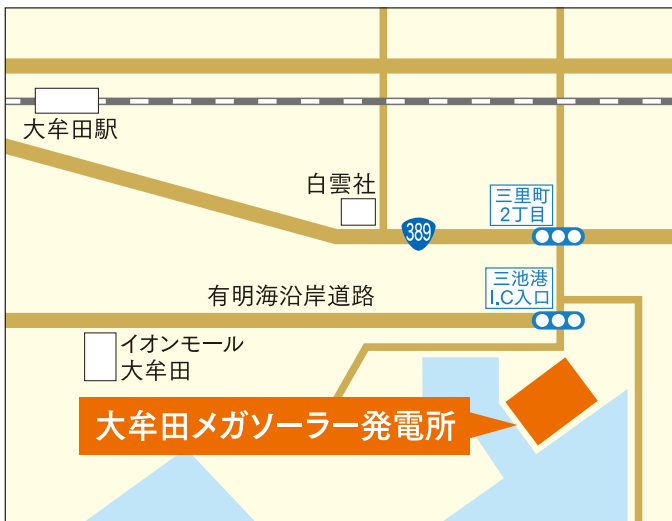 大牟田駅
白雲社
三里町
2丁目
389
三池港
I.C入口
有明海沿岸道路
イオンモール
大牟田
大牟田メガソーラー発電所